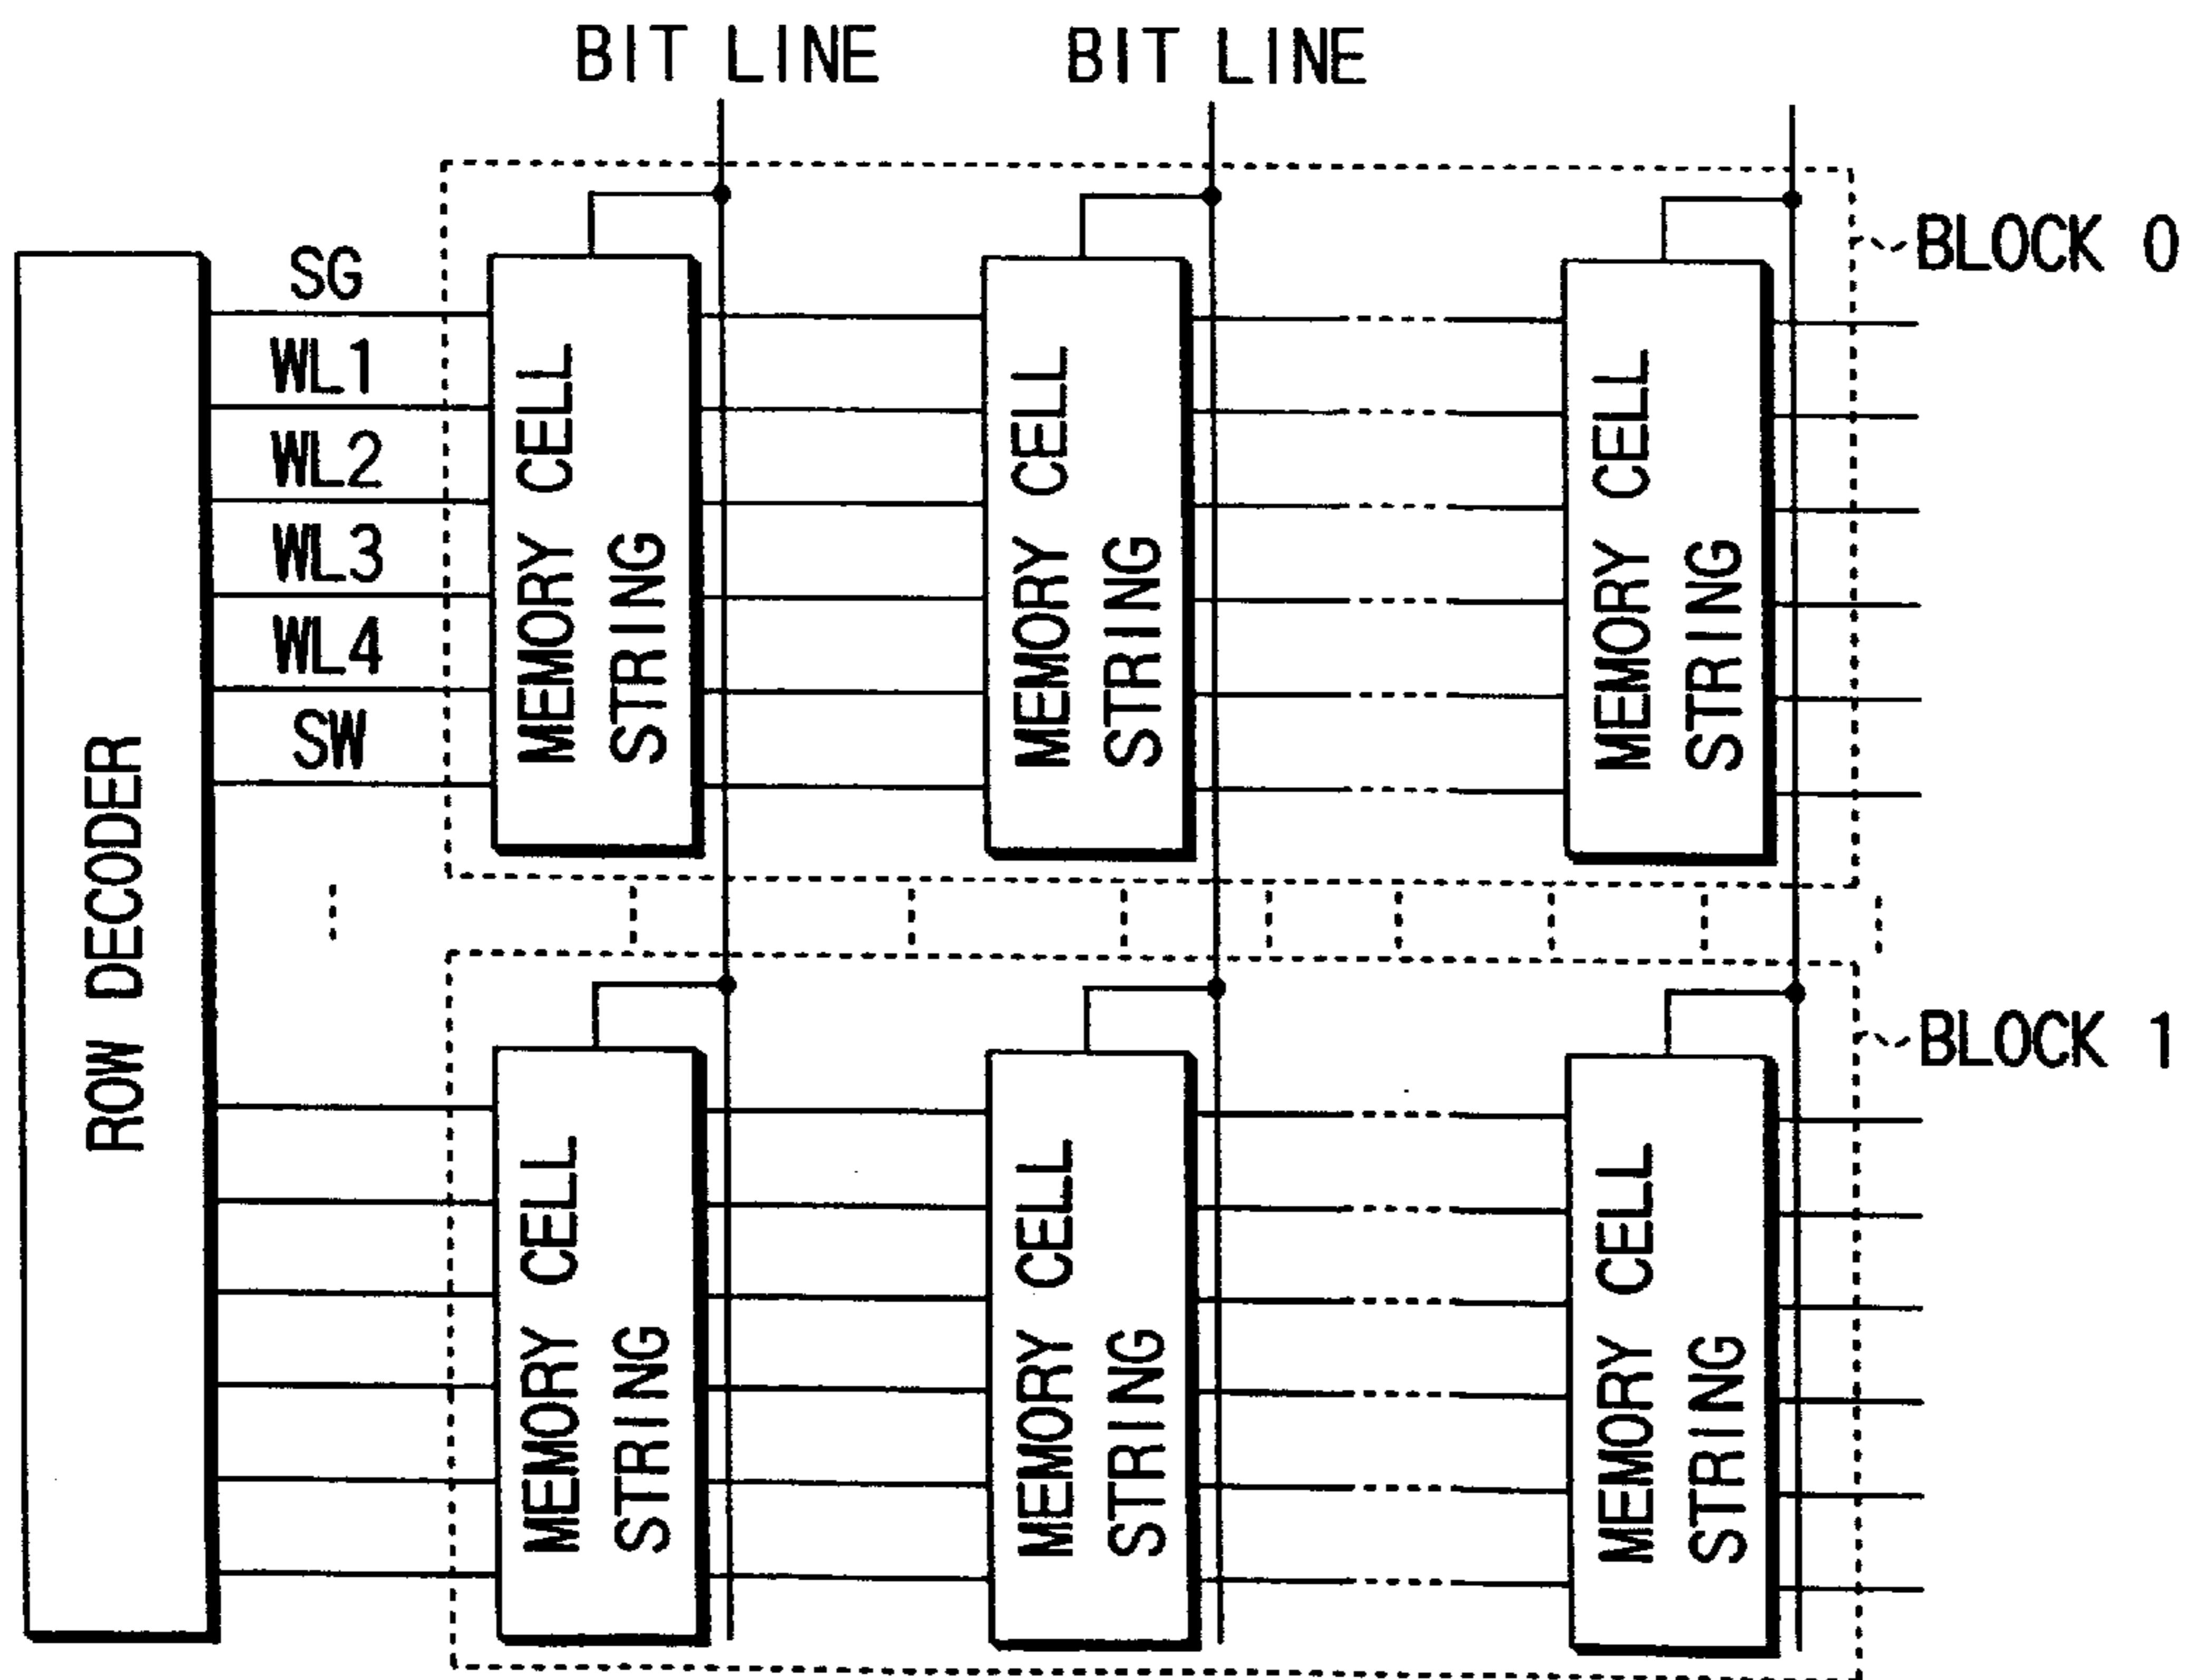 BIT LINE
BIT LINE
BLOCK 0
SG
WL1
WL2
WL3
WL4
SW
MEMORY CELL
STRING
MEMORY CELL
STRING
MEMORY CELL
STRING
ROW DECODER
BLOCK 1
MEMORY CELL
STRING
MEMORY CELL
STRING
MEMORY CELL
STRING